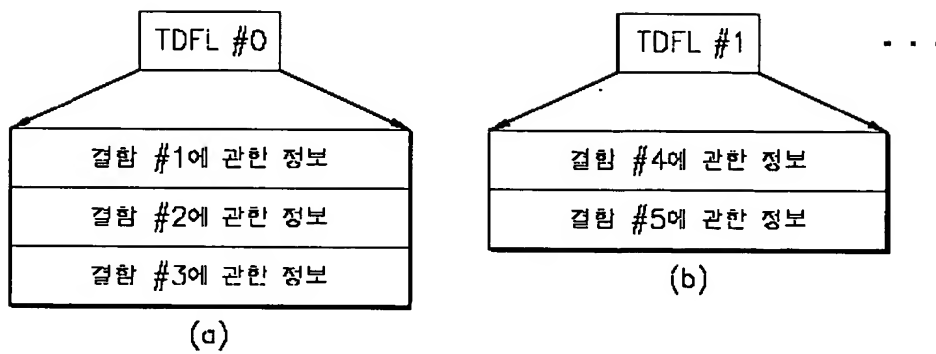 TDFL #0
결함 #1에 관한 정보
결함 #2에 관한 정보
결함 #3에 관한 정보
(a)
TDFL #1
결함 #4에 관한 정보
결함 #5에 관한 정보
(b)
. . .